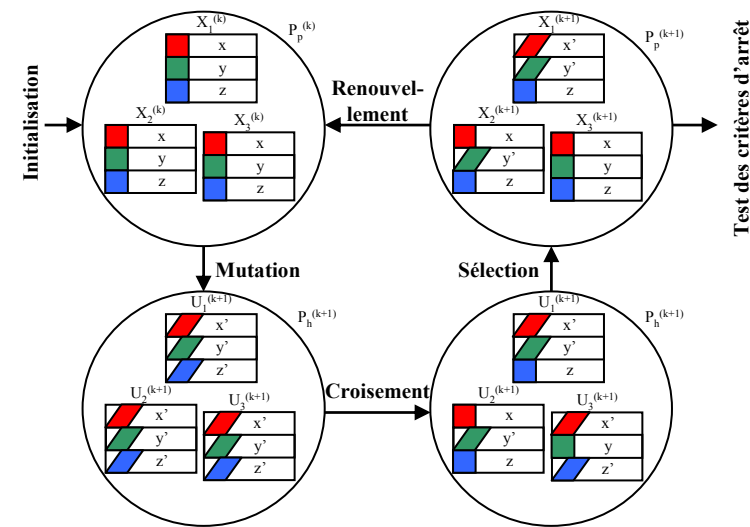 Initialisation
X1(k)
Pp(k)
x
y
z
X2(k)
x
y
z
X3(k)
x
y
z
Renouvel-
lement
X1(k+1)
Pp(k+1)
x’
y’
z
X2(k+1)
x
y’
z
X3(k+1)
x
y
z
Test des critères d’arrêt
Mutation
Sélection
U1(k+1)
Ph(k+1)
x’
y’
z’
U2(k+1)
x’
y’
z’
U3(k+1)
x’
y’
z’
Croisement
U1(k+1)
Ph(k+1)
x’
y’
z
U2(k+1)
x
y’
z
U3(k+1)
x’
y
z’